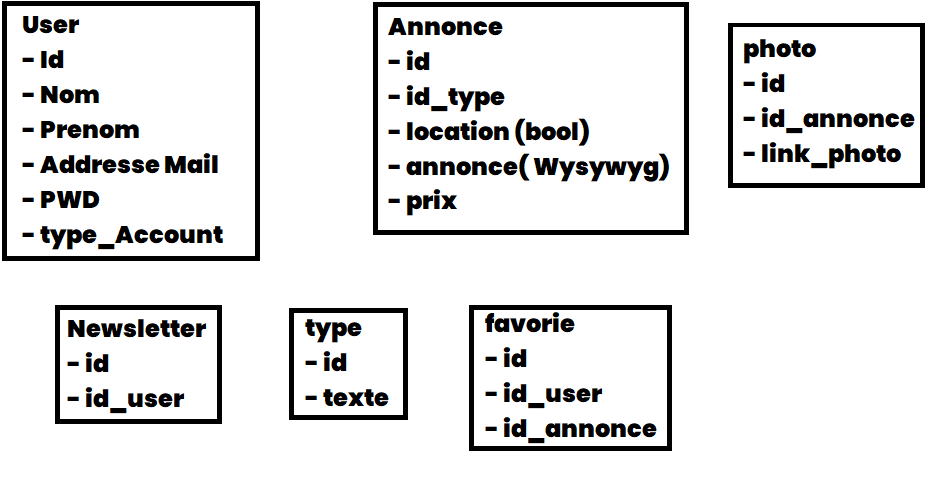 User
- Id
- Nom
- Prenom
- Addresse Mail
- PWD
- type_Account
Annonce
- id
- id_type
- location (bool)
- annonce( Wysywyg)
- prix
photo
- id
- id_annonce
- link_photo
Newsletter
- id
- id_user
type
- id
- texte
favorie
- id
- id_user
- id_annonce